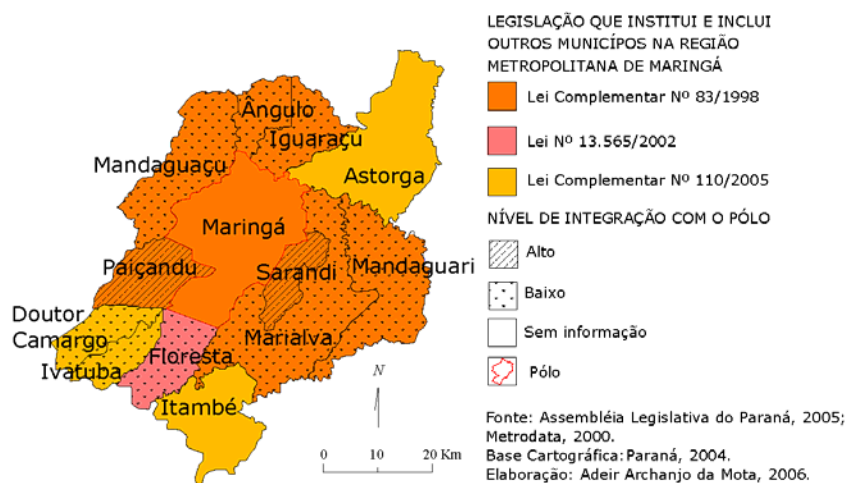 LEGISLAÇÃO QUE INSTITUI E INCLUI
OUTROS MUNICÍPOS NA REGIÃO
METROPOLITANA DE MARINGÁ
Lei Complementar Nº 83/1998
Lei Nº 13.565/2002
Lei Complementar Nº 110/2005
NÍVEL DE INTEGRAÇÃO COM O PÓLO
Alto
Baixo
Sem informação
Pólo
Ângulo
Iguaraçu
Mandaguaçu
Astorga
Maringá
Paiçandu
Sarandi
Mandaguari
Doutor
Camargo
Ivatuba
Floresta
Marialva
Itambé
N
0 10 20 Km
Fonte: Assembléia Legislativa do Paraná, 2005;
Metrodata, 2000.
Base Cartográfica: Paraná, 2004.
Elaboração: Adeir Archanjo da Mota, 2006.